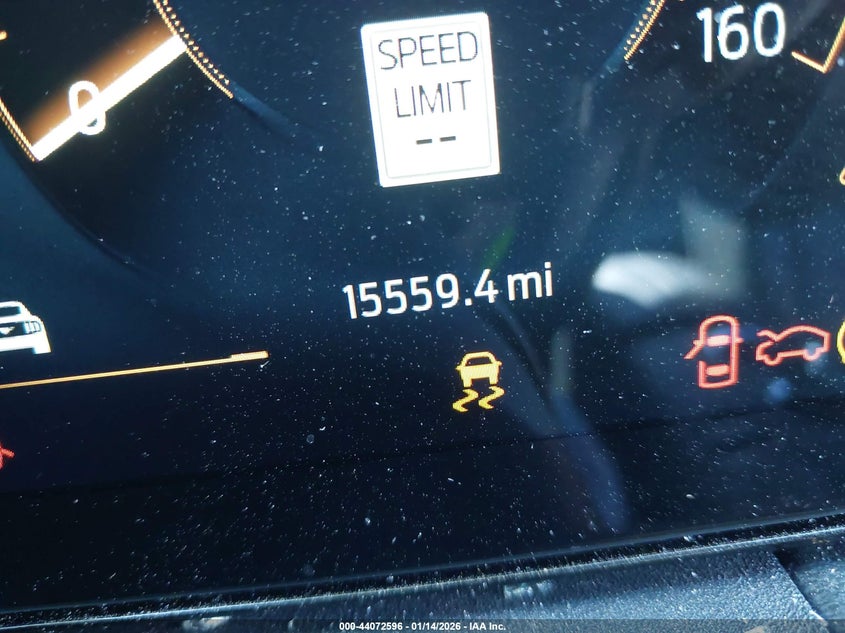 160
SPEED
LIMIT
--
0
15559.4 mi
000-44072596 - 01/14/2026 - IAA Inc.